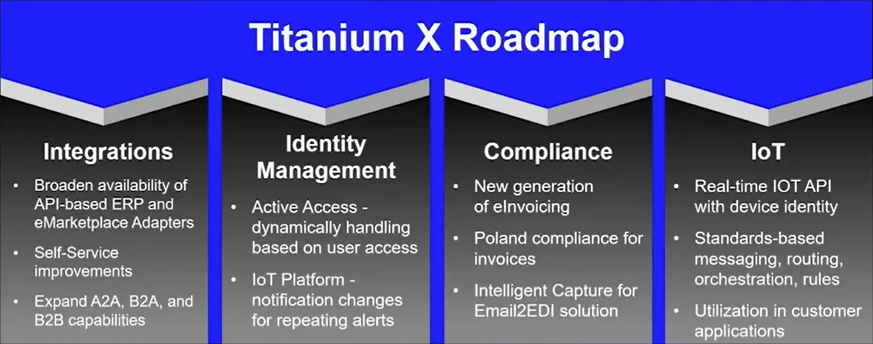 Titanium X Roadmap
Integrations
• Broaden availability of
API-based ERP and
eMarketplace Adapters
• Self-Service
improvements
• Expand A2A, B2A, and
B2B capabilities
Identity
Management
• Active Access -
dynamically handling
based on user access
• IoT Platform -
notification changes
for repeating alerts
Compliance
• New generation
of eInvoicing
• Poland compliance for
invoices
• Intelligent Capture for
Email2EDI solution
IoT
• Real-time IOT API
with device identity
• Standards-based
messaging, routing,
orchestration, rules
• Utilization in customer
applications